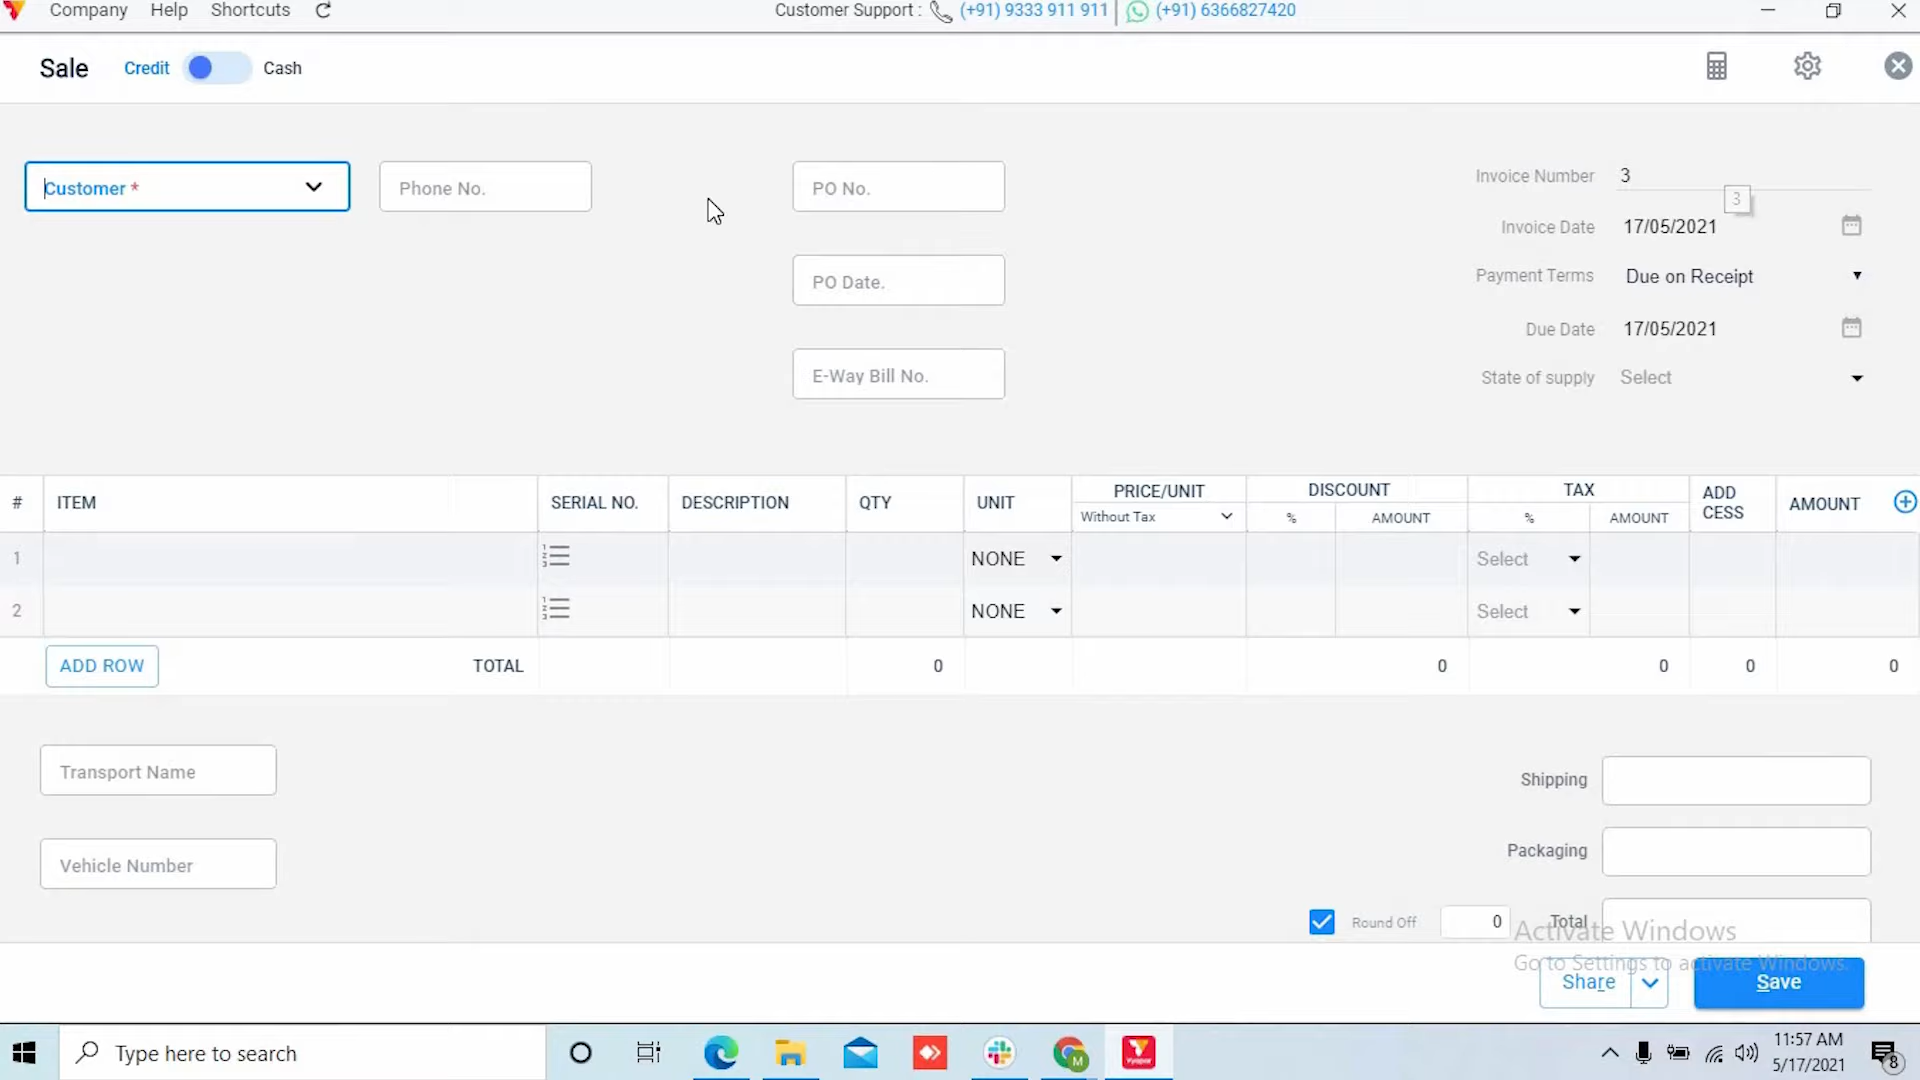 Company Help Shortcuts Customer Support : (+91) 9333 911 911 (+91) 6366827420
Sale Credit Cash
Customer * Phone No. PO No. Invoice Number 3
3
Invoice Date 17/05/2021
PO Date. Payment Terms Due on Receipt
Due Date 17/05/2021
E-Way Bill No. State of supply Select
# ITEM SERIAL NO. DESCRIPTION QTY UNIT PRICE/UNIT DISCOUNT TAX ADD CESS AMOUNT
Without Tax % AMOUNT % AMOUNT
1 NONE Select
2 NONE Select
ADD ROW TOTAL 0 0 0 0 0
Transport Name Shipping
Vehicle Number Packaging
Round Off 0 Total
Activate Windows
Go to Settings to activate Windows.
Share Save
Type here to search 11:57 AM
5/17/2021 8